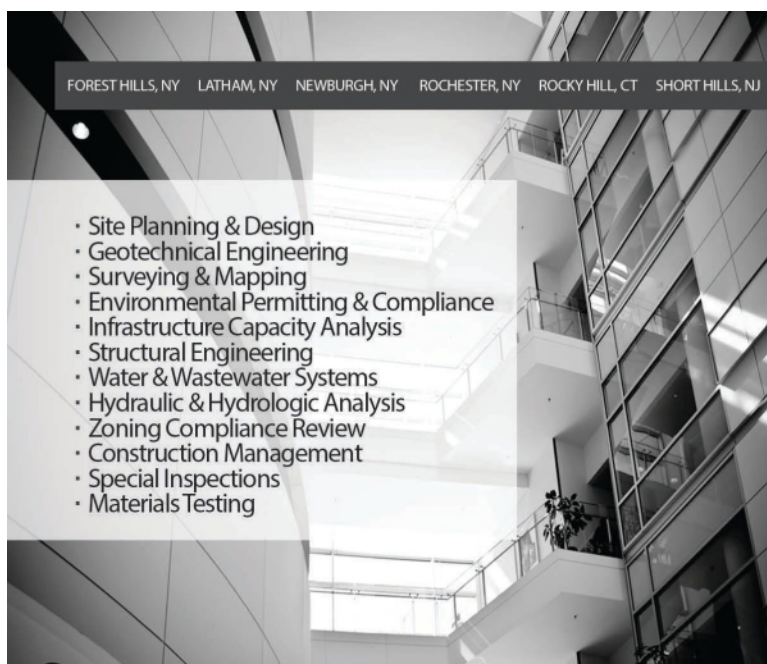 FOREST HILLS, NY LATHAM, NY NEWBURGH, NY ROCHESTER, NY ROCKY HILL, CT SHORT HILLS, NJ
· Site Planning & Design
· Geotechnical Engineering
· Surveying & Mapping
· Environmental Permitting & Compliance
· Infrastructure Capacity Analysis
· Structural Engineering
· Water & Wastewater Systems
· Hydraulic & Hydrologic Analysis
· Zoning Compliance Review
· Construction Management
· Special Inspections
· Materials Testing